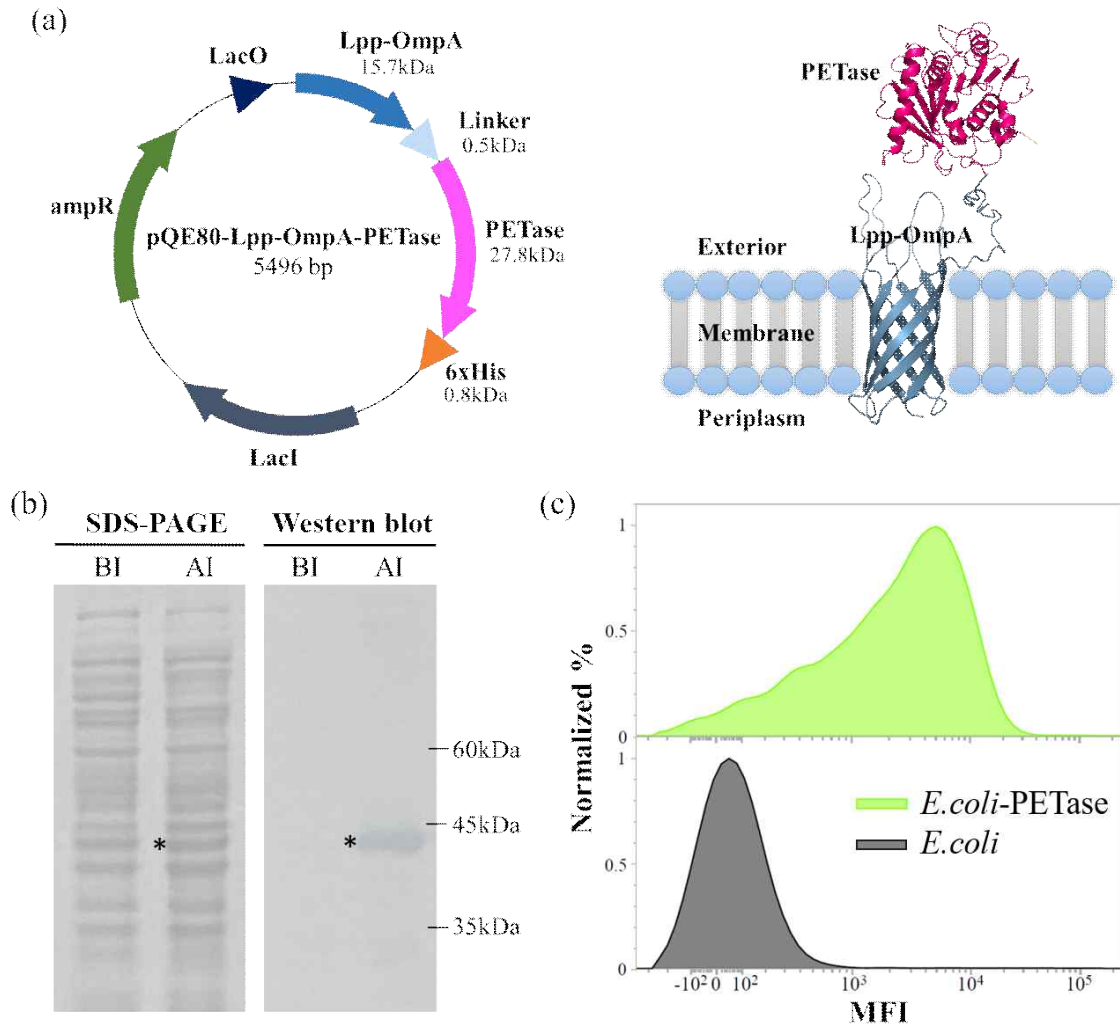 (a)
LacO
Lpp-OmpA
15.7kDa
Linker
0.5kDa
ampR
pQE80-Lpp-OmpA-PETase
5496 bp
PETase
27.8kDa
6xHis
0.8kDa
LacI
PETase
Lpp-OmpA
Exterior
Membrane
Periplasm
(b)
SDS-PAGE
Western blot
BI AI
BI AI
*
*
60kDa
45kDa
35kDa
(c)
Normalized %
1
0.5
0
1
0.5
0
E.coli-PETase
E.coli
-10² 0 10² 10³ 10⁴ 10⁵
MFI